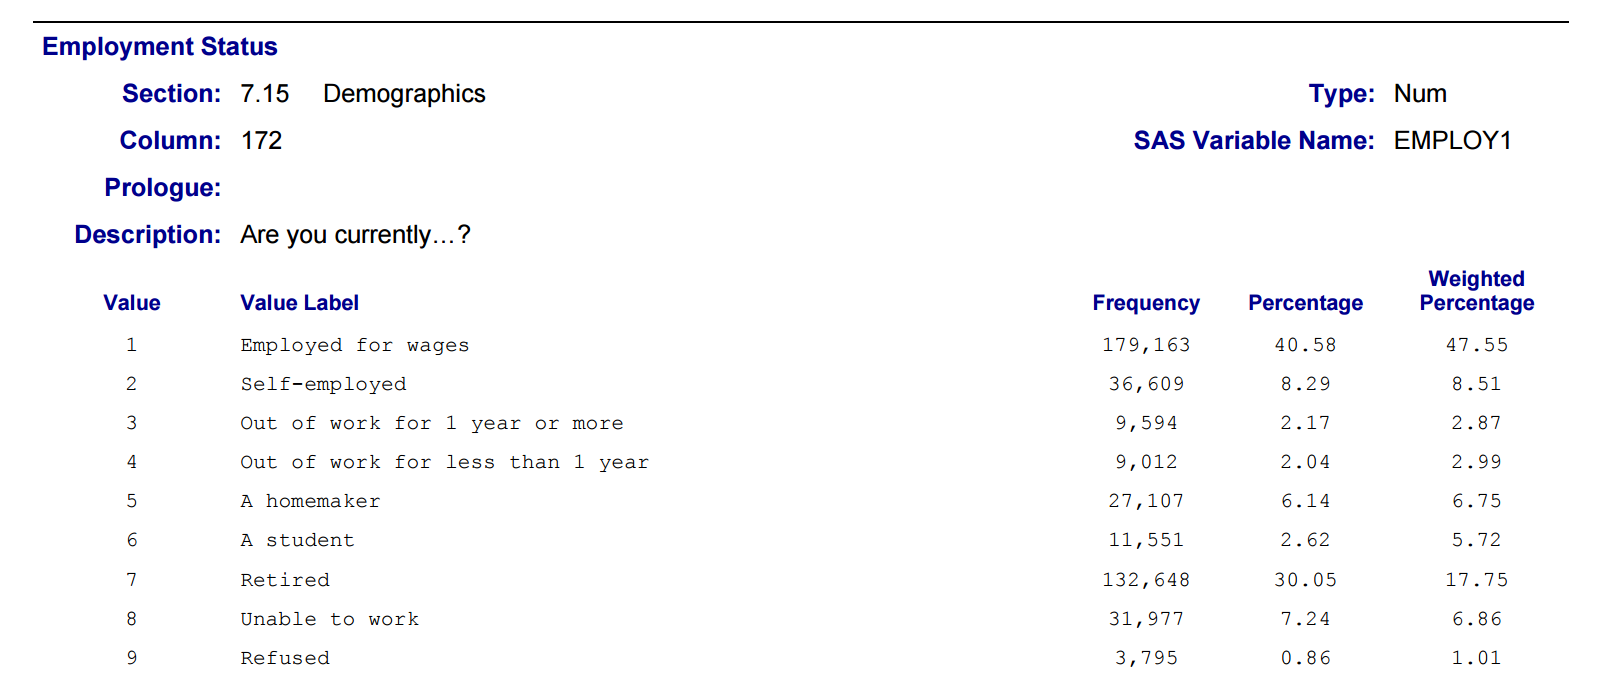 Employment Status
Section: 7.15 Demographics Type: Num
Column: 172 SAS Variable Name: EMPLOY1
Prologue:
Description: Are you currently…?
Value Value Label Frequency Percentage Weighted Percentage
1 Employed for wages 179,163 40.58 47.55
2 Self-employed 36,609 8.29 8.51
3 Out of work for 1 year or more 9,594 2.17 2.87
4 Out of work for less than 1 year 9,012 2.04 2.99
5 A homemaker 27,107 6.14 6.75
6 A student 11,551 2.62 5.72
7 Retired 132,648 30.05 17.75
8 Unable to work 31,977 7.24 6.86
9 Refused 3,795 0.86 1.01